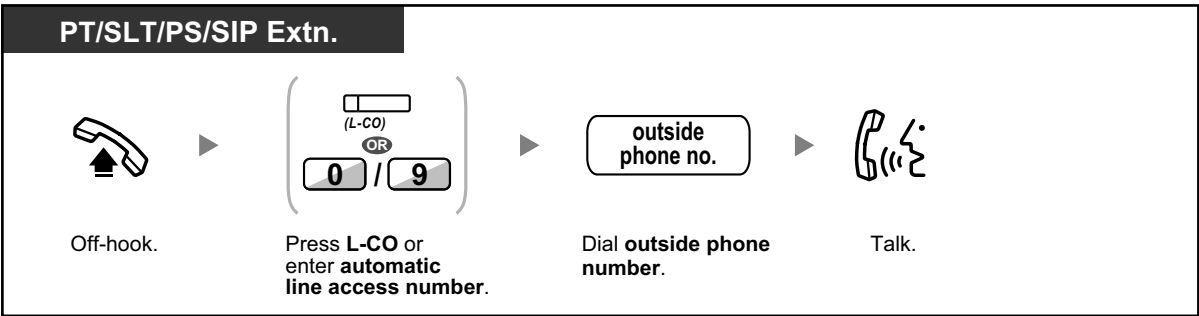 PT/SLT/PS/SIP Extn.
(L-CO)
OR
0 / 9
outside
phone no.
Off-hook.
Press L-CO or
enter automatic
line access number.
Dial outside phone
number.
Talk.